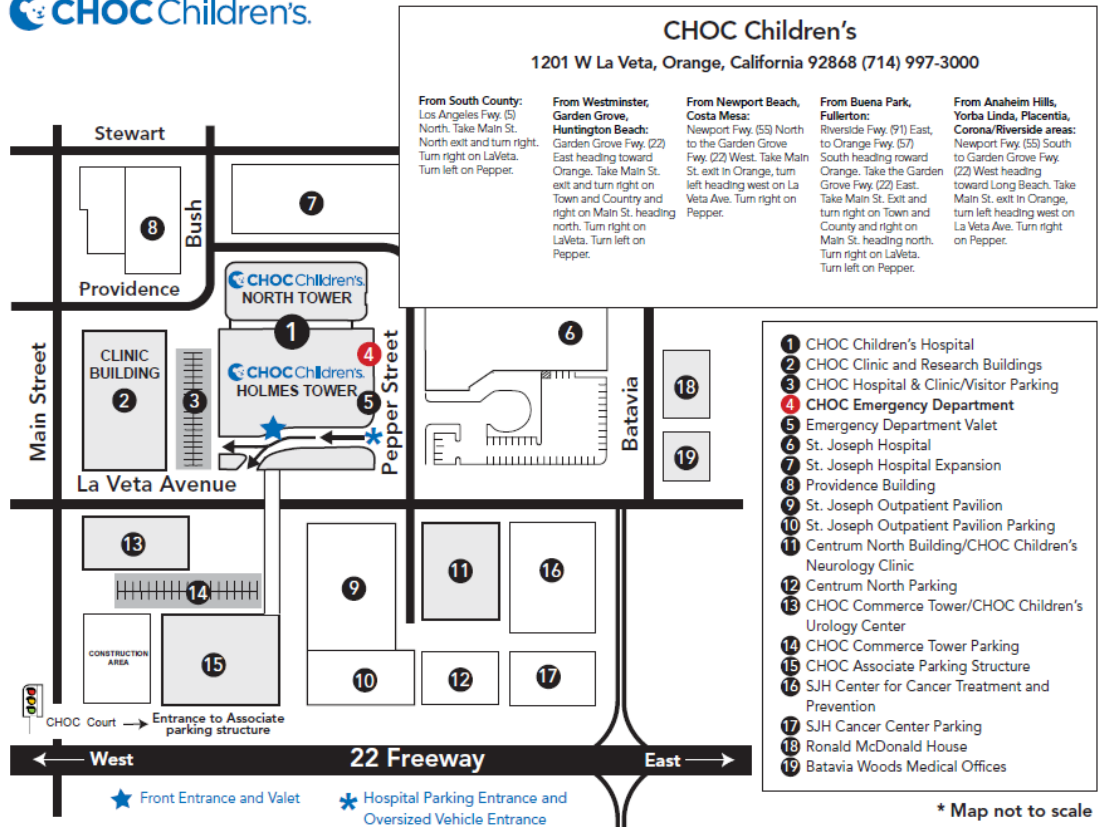 CHOC Children's.
CHOC Children's
1201 W La Veta, Orange, California 92868 (714) 997-3000
From South County:
Los Angeles Fwy. (5)
North. Take Main St.
North exit and turn right.
Turn right on LaVeta.
Turn left on Pepper.
From Westminster,
Garden Grove,
Huntington Beach:
Garden Grove Fwy. (22)
East heading toward
Orange. Take Main St.
exit and turn right on
Town and Country and
right on Main St. heading
north. Turn right on
LaVeta. Turn left on
Pepper.
From Newport Beach,
Costa Mesa:
Newport Fwy. (55) North
to the Garden Grove
Fwy. (22) West. Take Main
St. exit in Orange, turn
left heading west on La
Veta Ave. Turn right on
Pepper.
From Buena Park,
Fullerton:
Riverside Fwy. (91) East,
to Orange Fwy. (57)
South heading roward
Orange. Take the Garden
Grove Fwy. (22) East.
Take Main St. Exit and
turn right on Town and
County and right on
Main St. heading north.
Turn right on LaVeta.
Turn left on Pepper.
From Anaheim Hills,
Yorba Linda, Placentia,
Corona/Riverside areas:
Newport Fwy. (55) South
to Garden Grove Fwy.
(22) West heading
toward Long Beach. Take
Main St. exit in Orange,
turn left heading west on
La Veta Ave. Turn right
on Pepper.
Stewart
Bush
7
8
Providence
CHOC Children's.
NORTH TOWER
1
CHOC Children's.
HOLMES TOWER
4
5
Pepper Street
6
Main Street
CLINIC
BUILDING
2
3
Batavia
18
19
La Veta Avenue
13
14
9
11
16
CONSTRUCTION
AREA
15
10
12
17
CHOC Court
Entrance to Associate
parking structure
West
22 Freeway
East
Front Entrance and Valet
Hospital Parking Entrance and
Oversized Vehicle Entrance
1 CHOC Children's Hospital
2 CHOC Clinic and Research Buildings
3 CHOC Hospital & Clinic/Visitor Parking
4 CHOC Emergency Department
5 Emergency Department Valet
6 St. Joseph Hospital
7 St. Joseph Hospital Expansion
8 Providence Building
9 St. Joseph Outpatient Pavilion
10 St. Joseph Outpatient Pavilion Parking
11 Centrum North Building/CHOC Children's
Neurology Clinic
12 Centrum North Parking
13 CHOC Commerce Tower/CHOC Children's
Urology Center
14 CHOC Commerce Tower Parking
15 CHOC Associate Parking Structure
16 SJH Center for Cancer Treatment and
Prevention
17 SJH Cancer Center Parking
18 Ronald McDonald House
19 Batavia Woods Medical Offices
* Map not to scale